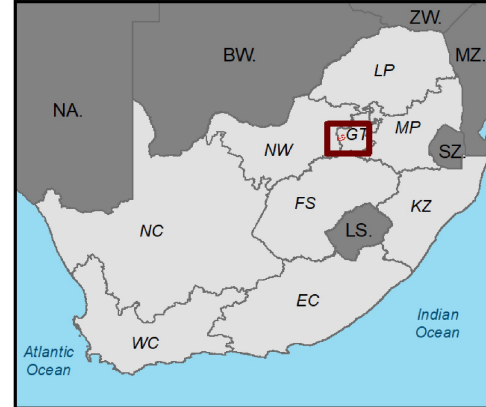 ZW.
BW.
MZ.
LP
NA.
GT
MP
NW
SZ.
FS
KZ
NC
LS.
EC
Indian
Ocean
WC
Atlantic
Ocean